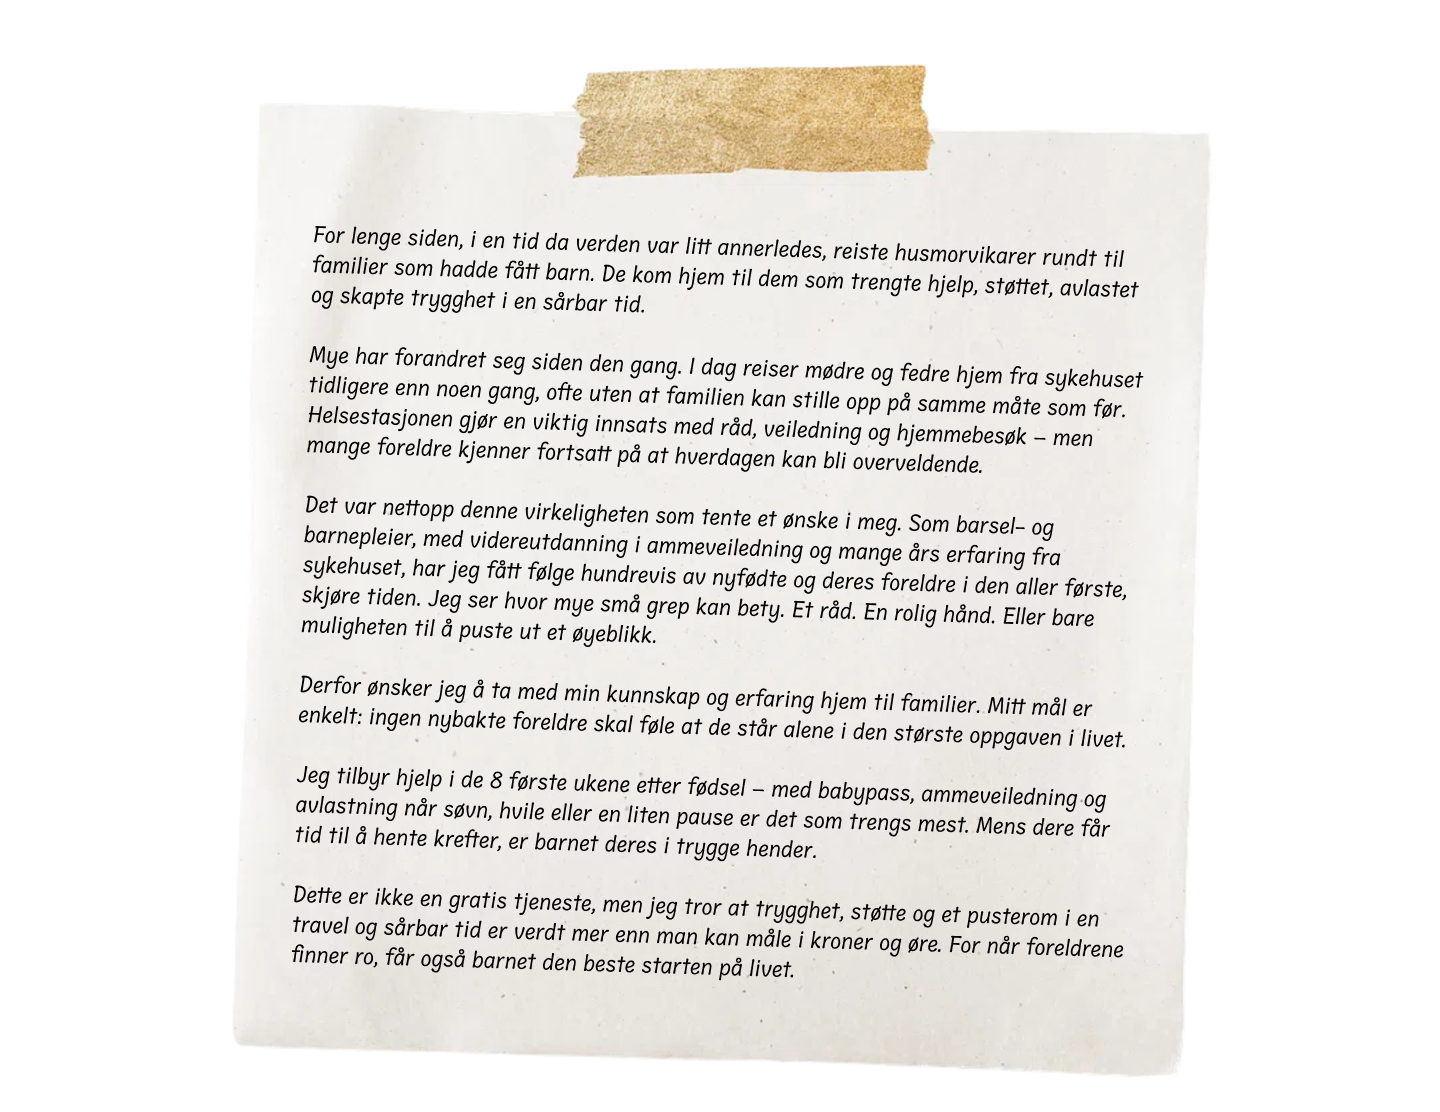 For lenge siden, i en tid da verden var litt annerledes, reiste husmorvikarer rundt til
familier som hadde fått barn. De kom hjem til dem som trengte hjelp, støttet, avlastet
og skapte trygghet i en sårbar tid.
Mye har forandret seg siden den gang. I dag reiser mødre og fedre hjem fra sykehuset
tidligere enn noen gang, ofte uten at familien kan stille opp på samme måte som før.
Helsestasjonen gjør en viktig innsats med råd, veiledning og hjemmebesøk – men
mange foreldre kjenner fortsatt på at hverdagen kan bli overveldende.
Det var nettopp denne virkeligheten som tente et ønske i meg. Som barsel- og
barnepleier, med videreutdanning i ammeveiledning og mange års erfaring fra
sykehuset, har jeg fått følge hundrevis av nyfødte og deres foreldre i den aller første,
skjøre tiden. Jeg ser hvor mye små grep kan bety. Et råd. En rolig hånd. Eller bare
muligheten til å puste ut et øyeblikk.
Derfor ønsker jeg å ta med min kunnskap og erfaring hjem til familier. Mitt mål er
enkelt: ingen nybakte foreldre skal føle at de står alene i den største oppgaven i livet.
Jeg tilbyr hjelp i de 8 første ukene etter fødsel – med babypass, ammeveiledning og
avlastning når søvn, hvile eller en liten pause er det som trengs mest. Mens dere får
tid til å hente krefter, er barnet deres i trygge hender.
Dette er ikke en gratis tjeneste, men jeg tror at trygghet, støtte og et pusterom i en
travel og sårbar tid er verdt mer enn man kan måle i kroner og øre. For når foreldrene
finner ro, får også barnet den beste starten på livet.